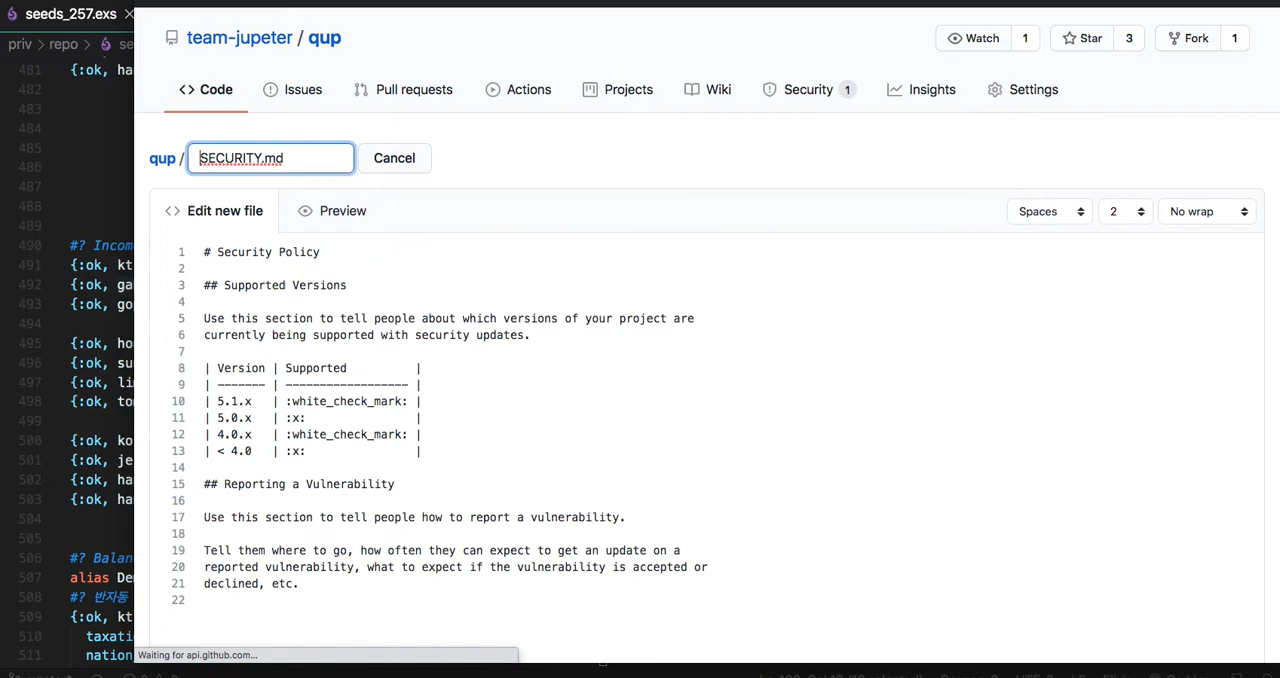 seeds_257.exs
priv > repo > se
481 {:ok, ha
482
483
484
485
486
487
488
489
490 #? Incom
491 {:ok, kt
492 {:ok, ga
493 {:ok, go
494
495 {:ok, ho
496 {:ok, su
497 {:ok, li
498 {:ok, to
499
500 {:ok, ko
501 {:ok, je
502 {:ok, ha
503 {:ok, ha
504
505
506 #? Balan
507 alias De
508 #? 반자동
509 {:ok, kt
510 taxati
511 nation
team-jupeter / qup
Watch 1
Star 3
Fork 1
Code
Issues
Pull requests
Actions
Projects
Wiki
Security 1
Insights
Settings
qup / SECURITY.md
Cancel
Edit new file
Preview
Spaces
2
No wrap
1 # Security Policy
2
3 ## Supported Versions
4
5 Use this section to tell people about which versions of your project are
6 currently being supported with security updates.
7
8 | Version | Supported |
9 | ------- | ------------------ |
10 | 5.1.x | :white_check_mark: |
11 | 5.0.x | :x: |
12 | 4.0.x | :white_check_mark: |
13 | < 4.0 | :x: |
14
15 ## Reporting a Vulnerability
16
17 Use this section to tell people how to report a vulnerability.
18
19 Tell them where to go, how often they can expect to get an update on a
20 reported vulnerability, what to expect if the vulnerability is accepted or
21 declined, etc.
22
Waiting for api.github.com...